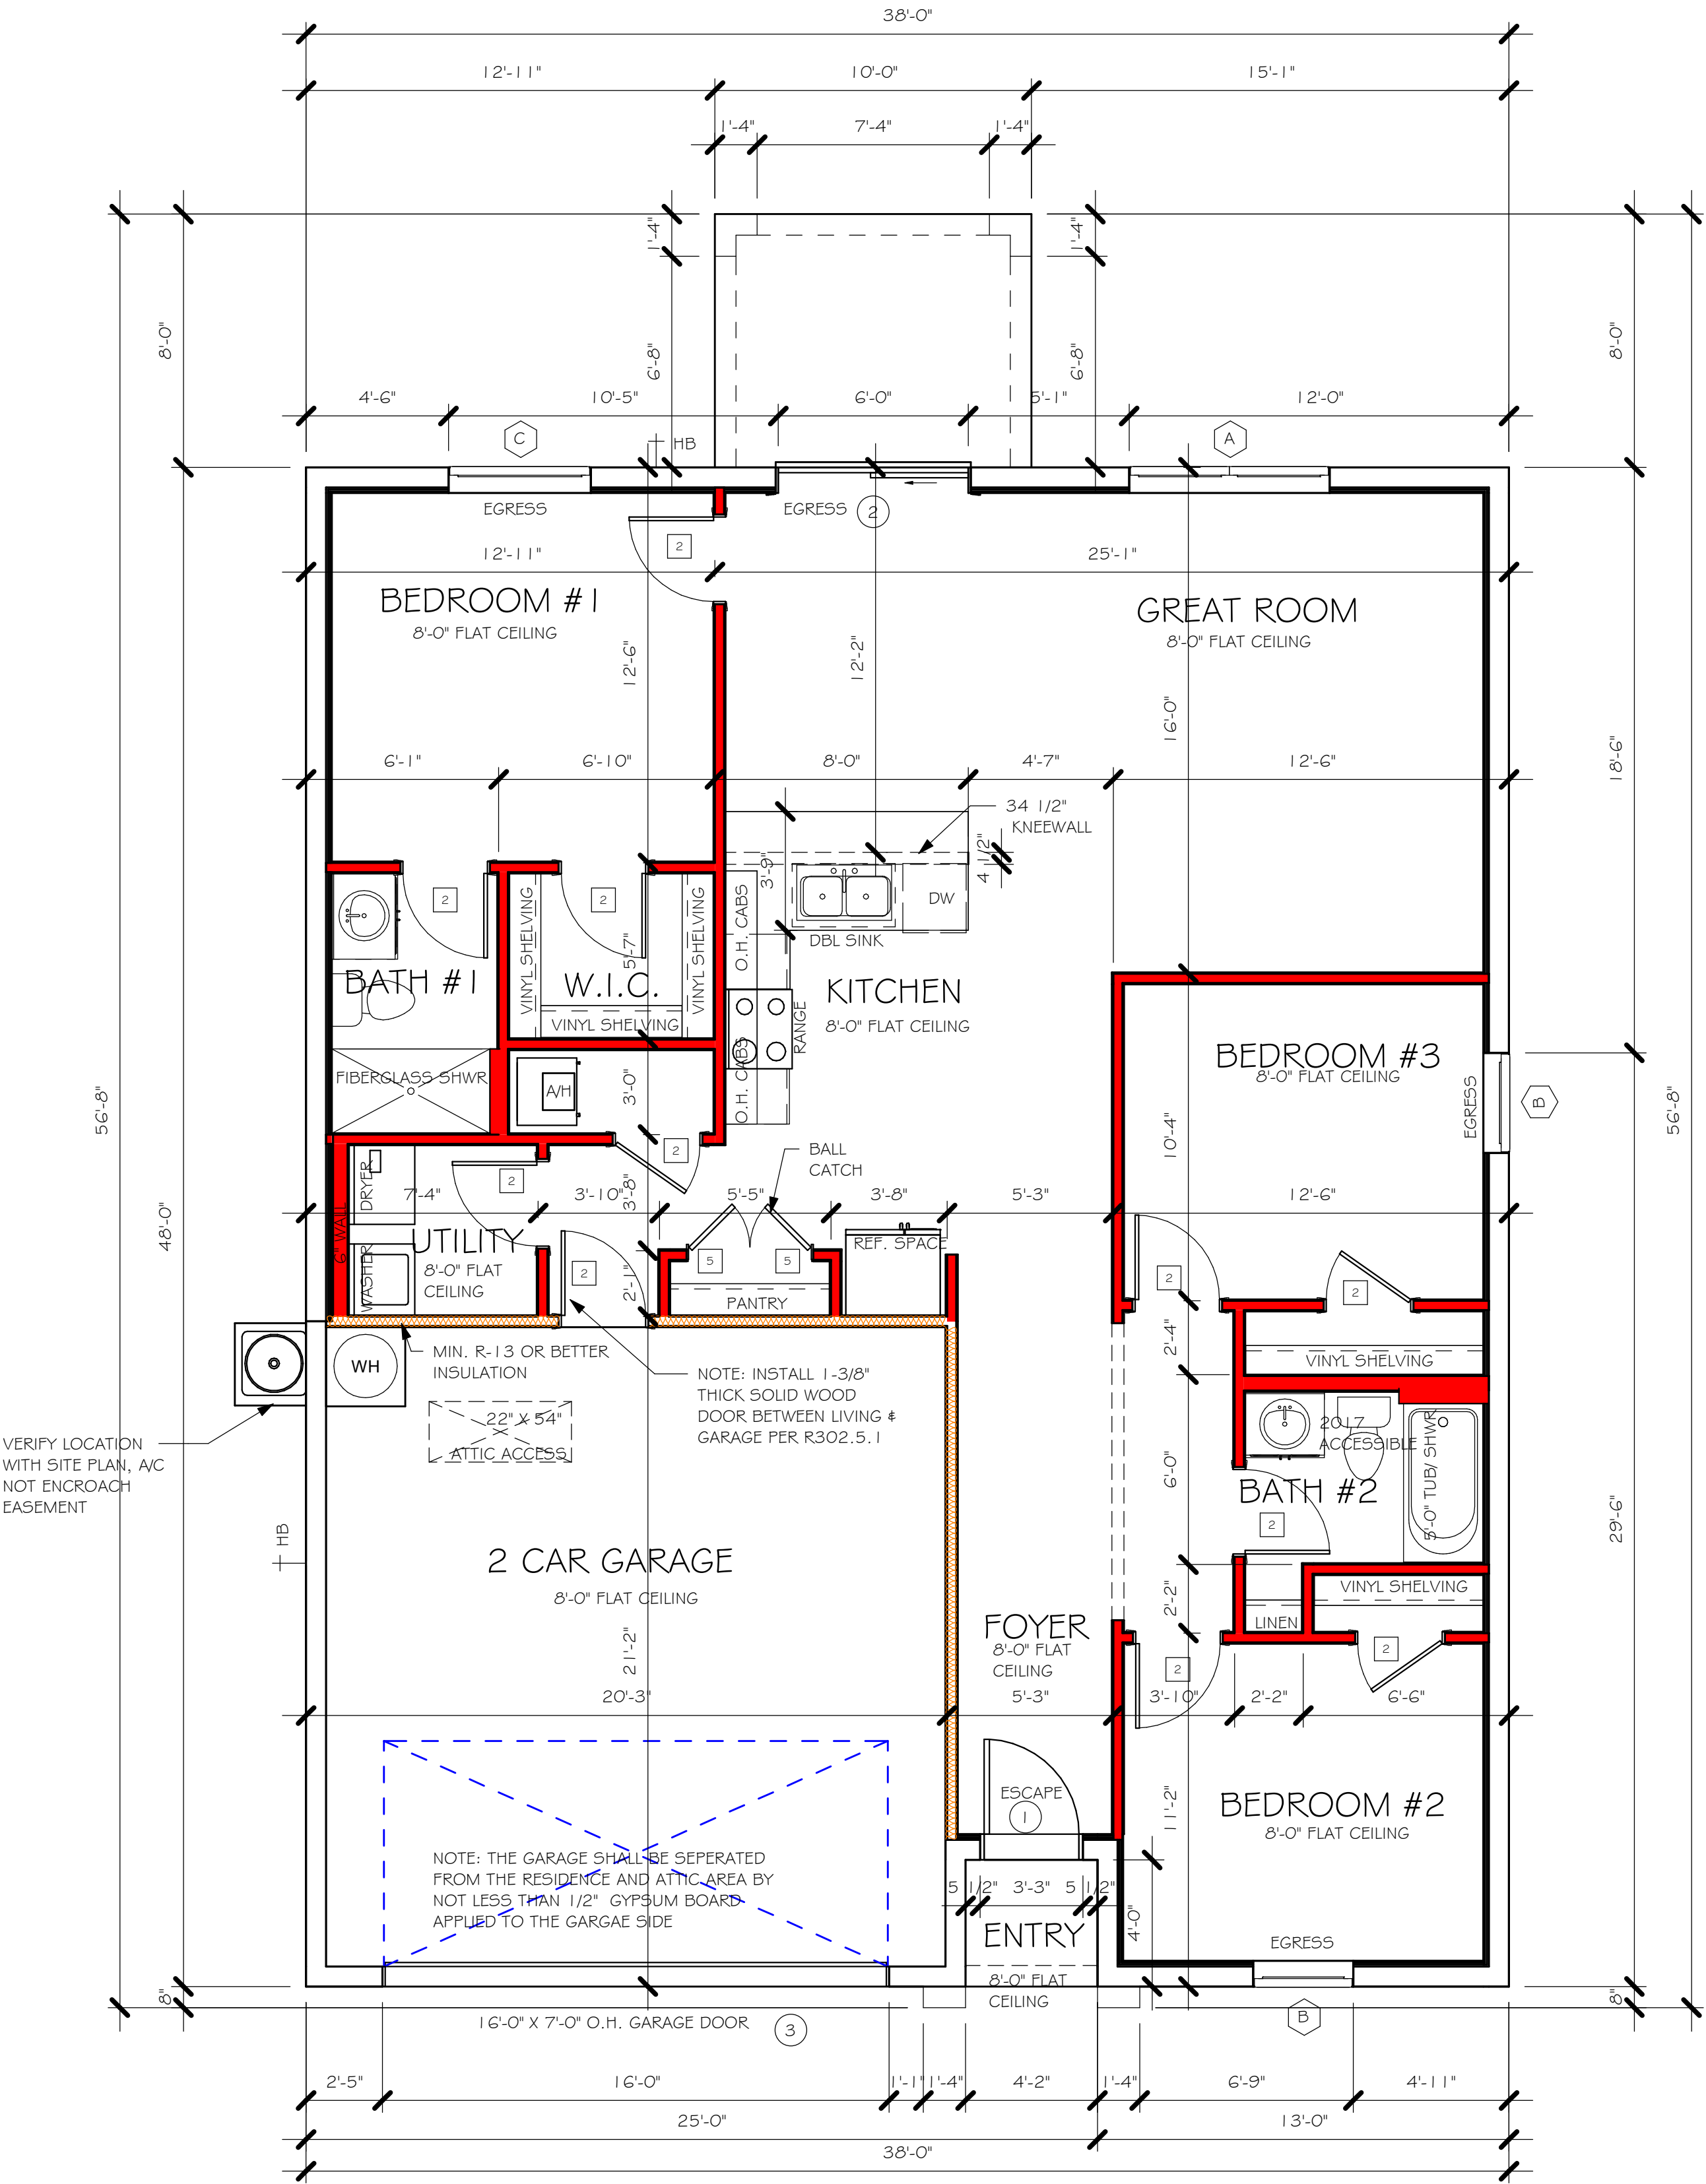 38'-0"
12'-11" 10'-0" 15'-1"
1'-4" 7'-4" 1'-4"
1'-4" 1'-4"
8'-0" 6'-8" 6'-8" 8'-0"
4'-6" 10'-5" 6'-0" 5'-1" 12'-0"
C HB A
EGRESS EGRESS 2
2
12'-11" 25'-1"
BEDROOM #1
8'-0" FLAT CEILING
GREAT ROOM
8'-0" FLAT CEILING
12'-6" 12'-2" 16'-0" 18'-6"
6'-1" 6'-10" 8'-0" 4'-7" 12'-6"
34 1/2"
KNEEWALL
3'-9" 4 1/2"
2 2
VINYL SHELVING 5'-7" VINYL SHELVING O.H. CABS
DW
DBL SINK
BATH #1
W.I.C.
VINYL SHELVING
KITCHEN
8'-0" FLAT CEILING
RANGE
O.H. CABS
BEDROOM #3
8'-0" FLAT CEILING
EGRESS B
FIBERGLASS SHWR
A/H
3'-0"
56'-8" 10'-4" 56'-8"
2
BALL
CATCH
2
DRYER
7'-4" 3'-10" 3'-8" 5'-5" 3'-8" 5'-3" 12'-6"
48'-0"
6" WALL
UTILITY
8'-0" FLAT
CEILING
WASHER
2
2'-1"
5 5
PANTRY
REF. SPACE
2 2
WH
MIN. R-13 OR BETTER
INSULATION
NOTE: INSTALL 1-3/8"
THICK SOLID WOOD
DOOR BETWEEN LIVING &
GARAGE PER R302.5.1
2'-4"
VINYL SHELVING
22" X 54"
ATTIC ACCESS
VERIFY LOCATION
WITH SITE PLAN, A/C
NOT ENCROACH
EASEMENT
2017
ACCESSIBLE
6'-0"
BATH #2
5'-0" TUB/ SHWR
2
29'-6"
HB
2 CAR GARAGE
8'-0" FLAT CEILING
2'-2"
VINYL SHELVING
LINEN
FOYER
8'-0" FLAT
CEILING
21'-2"
2 2
20'-3" 5'-3" 3'-10" 2'-2" 6'-6"
ESCAPE
1
11'-2"
BEDROOM #2
8'-0" FLAT CEILING
NOTE: THE GARAGE SHALL BE SEPERATED
FROM THE RESIDENCE AND ATTIC AREA BY
NOT LESS THAN 1/2" GYPSUM BOARD
APPLIED TO THE GARGAE SIDE
5 1/2" 3'-3" 5 1/2"
4'-0"
ENTRY
8'-0" FLAT
CEILING
EGRESS
8" 8"
16'-0" X 7'-0" O.H. GARAGE DOOR 3
B
2'-5" 16'-0" 1'-1" 1'-4" 4'-2" 1'-4" 6'-9" 4'-11"
25'-0" 13'-0"
38'-0"